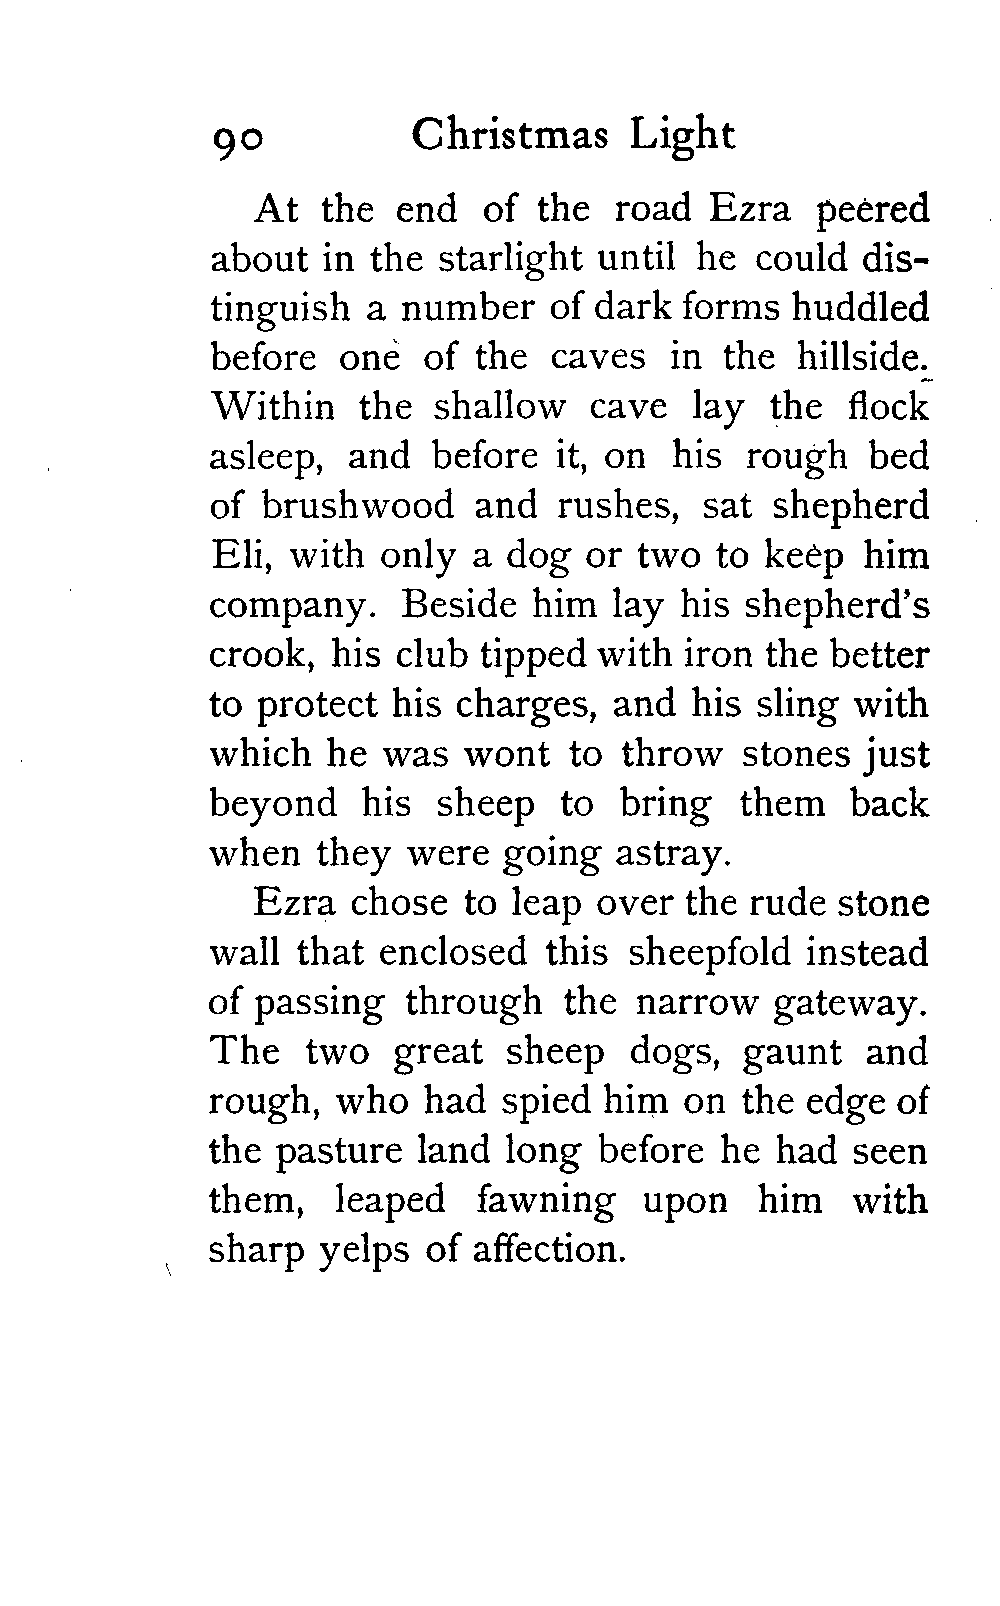 90 Christmas Light
At the end of the road Ezra peered
about in the starlight until he could dis-
tinguish a number of dark forms huddled
before one of the caves in the hillside.
Within the shallow cave lay the flock
asleep, and before it, on his rough bed
of brushwood and rushes, sat shepherd
Eli, with only a dog or two to keep him
company. Beside him lay his shepherd's
crook, his club tipped with iron the better
to protect his charges, and his sling with
which he was wont to throw stones just
beyond his sheep to bring them back
when they were going astray.
Ezra chose to leap over the rude stone
wall that enclosed this sheepfold instead
of passing through the narrow gateway.
The two great sheep dogs, gaunt and
rough, who had spied him on the edge of
the pasture land long before he had seen
them, leaped fawning upon him with
sharp yelps of affection.